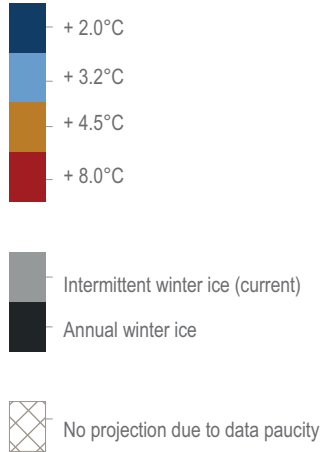 + 2.0°C
+ 3.2°C
+ 4.5°C
+ 8.0°C
Intermittent winter ice (current)
Annual winter ice
No projection due to data paucity